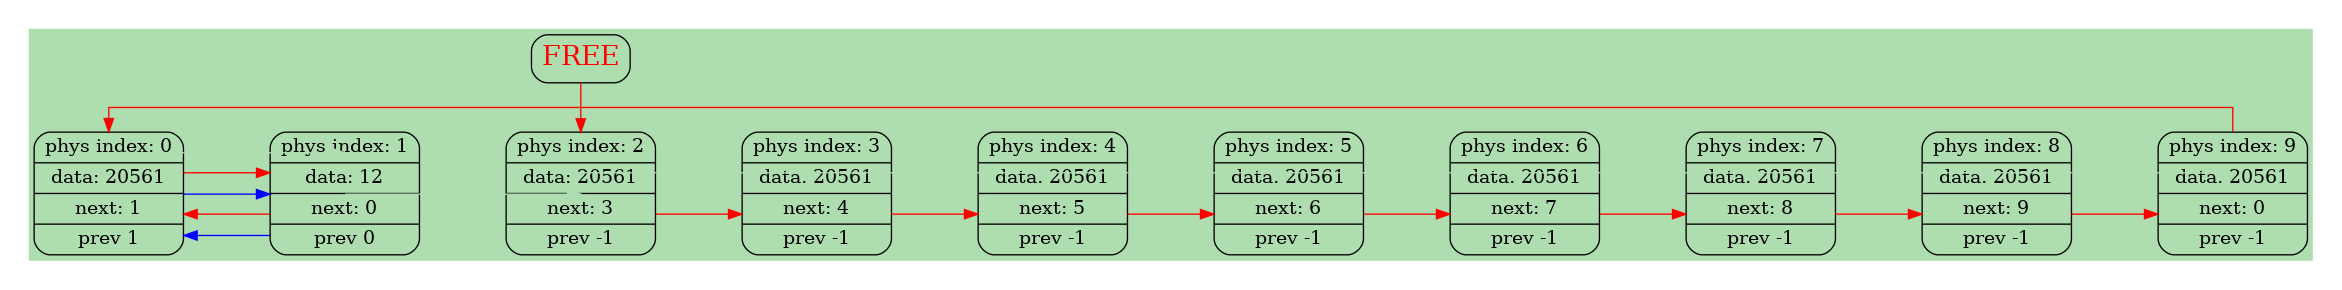 FREE
phys index: 0
data: 20561
next: 1
prev 1
phys index: 1
data: 12
next: 0
prev 0
phys index: 2
data: 20561
next: 3
prev -1
phys index: 3
data. 20561
next: 4
prev -1
phys index: 4
data. 20561
next: 5
prev -1
phys index: 5
data. 20561
next: 6
prev -1
phys index: 6
data. 20561
next: 7
prev -1
phys index: 7
data. 20561
next: 8
prev -1
phys index: 8
data. 20561
next: 9
prev -1
phys index: 9
data. 20561
next: 0
prev -1